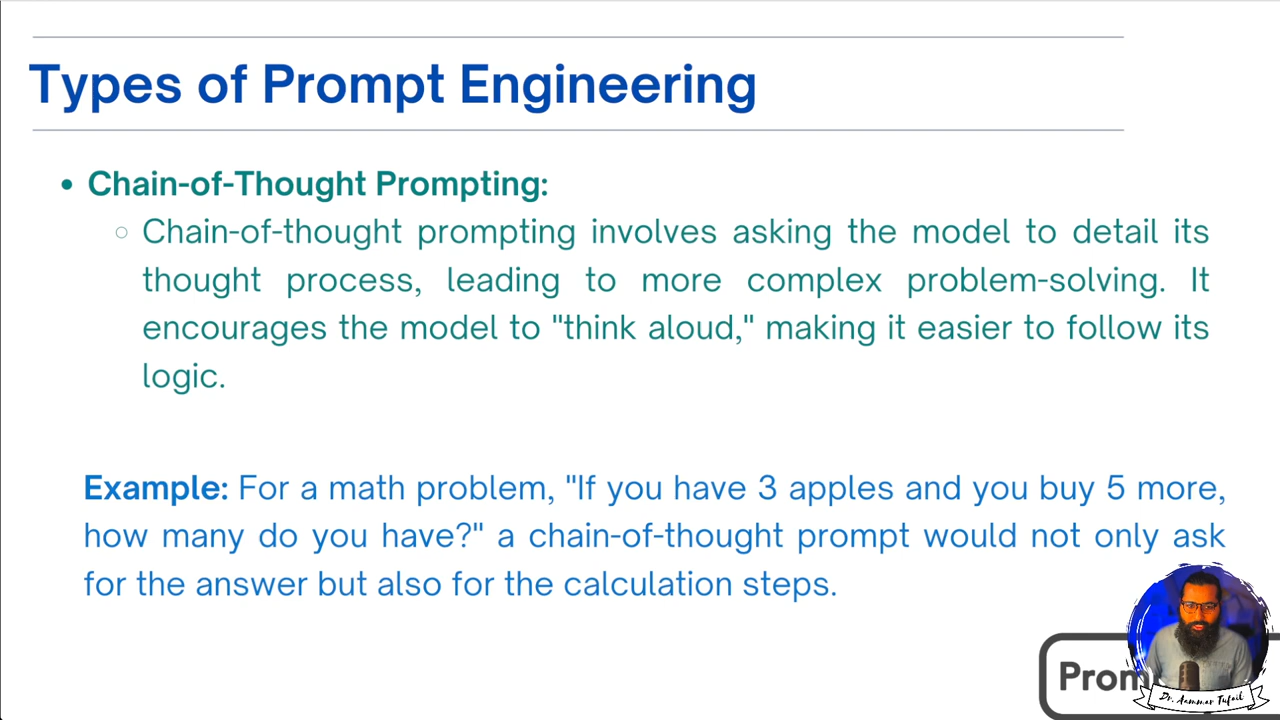 Types of Prompt Engineering
• Chain-of-Thought Prompting:
○ Chain-of-thought prompting involves asking the model to detail its
thought process, leading to more complex problem-solving. It
encourages the model to "think aloud," making it easier to follow its
logic.
Example: For a math problem, "If you have 3 apples and you buy 5 more,
how many do you have?" a chain-of-thought prompt would not only ask
for the answer but also for the calculation steps.
Dr. Aammar Tufail